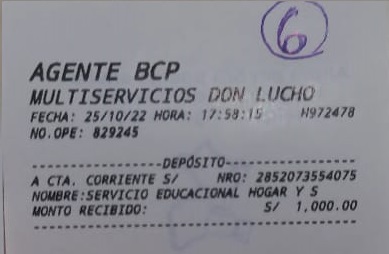 6
AGENTE BCP
MULTISERVICIOS DON LUCHO
FECHA: 25/10/22 HORA: 17:58:15 H972478
NO.OPE: 829245
------------------DEPÓSITO------------------
A CTA. CORRIENTE S/ NRO: 2852073554075
NOMBRE:SERVICIO EDUCACIONAL HOGAR Y S
MONTO RECIBIDO: S/ 1,000.00
--------------------------------------------